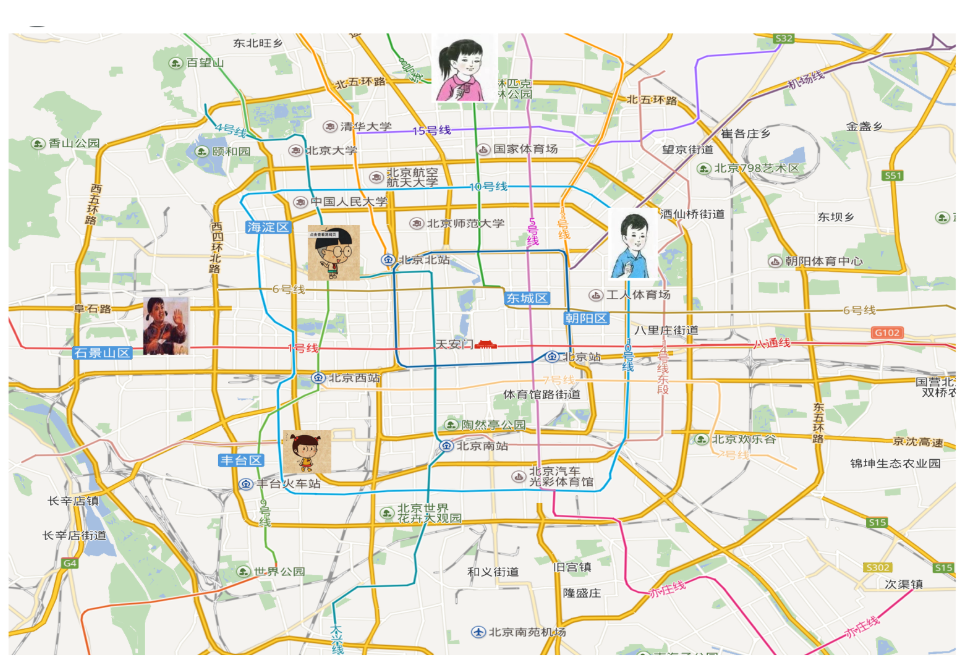 S32
东北旺乡
百望山
北五环路
林匹克
林公园
北五环路
机场线
4号线
清华大学
15号线
崔各庄乡
金盏乡
香山公园
颐和园
北京大学
国家体育场
望京街道
北京798艺术区
S51
北京航空
航天大学
10号线
西五环路
中国人民大学
海淀区
北京师范大学
5号线
酒仙桥街道
东坝乡
西四环北路
北京北站
朝阳体育中心
6号线
东城区
工人体育场
阜石路
朝阳区
6号线
八里庄街道
G102
石景山区
1号线
天安门
八通线
北京站
10号线
北京西站
7号线
体育馆路街道
国营北
双桥农
陶然亭公园
东五环路
丰台区
北京南站
北京欢乐谷
京沈高速
7号线
锦坤生态农业园
丰台火车站
北京汽车
光彩体育馆
长辛店镇
9号线
北京世界
花卉大观园
S15
长辛店街道
G4
世界公园
和义街道
旧宫镇
S302
S15
隆盛庄
亦庄线
次渠镇
北京南苑机场
亦庄线